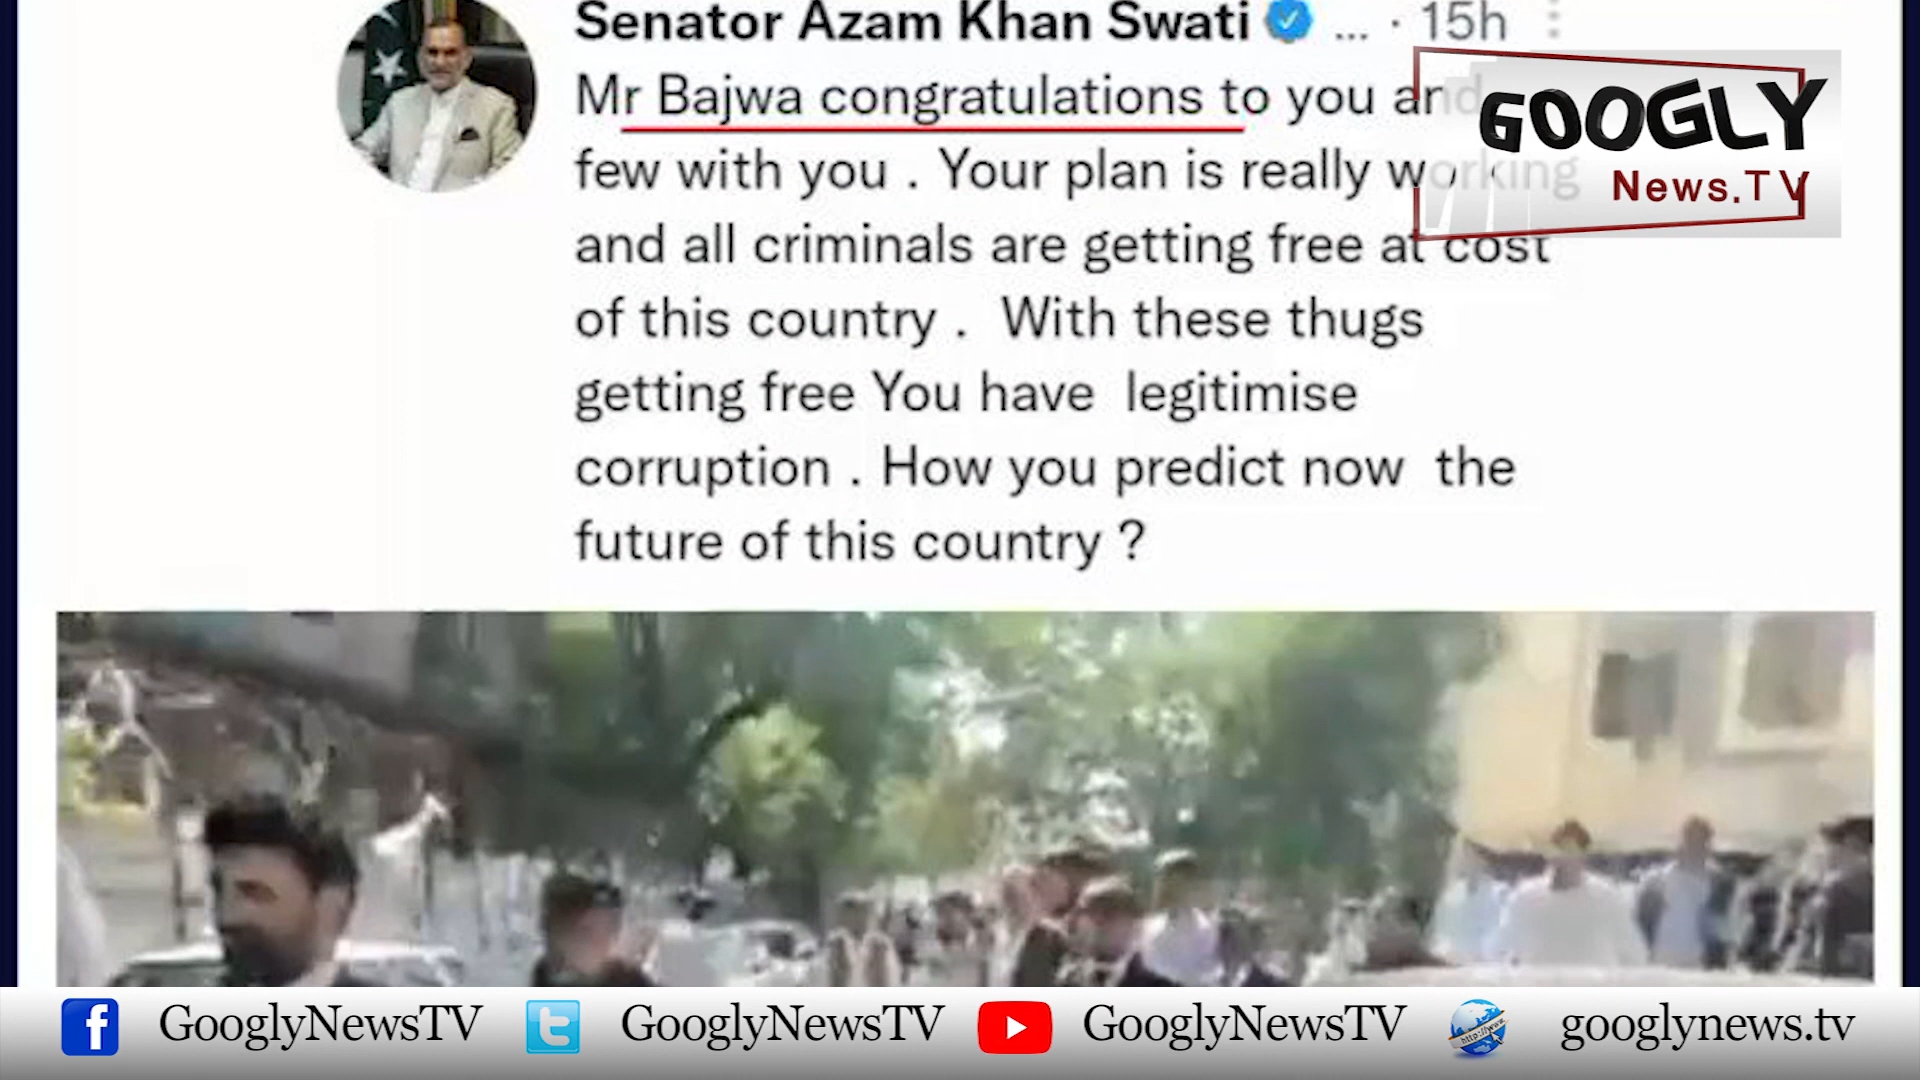 Senator Azam Khan Swati ... · 15h
Mr Bajwa congratulations to you and
few with you . Your plan is really working
and all criminals are getting free at cost
of this country . With these thugs
getting free You have legitimise
corruption . How you predict now the
future of this country ?
GOOGLY
News.TV
GooglyNewsTV GooglyNewsTV GooglyNewsTV googlynews.tv